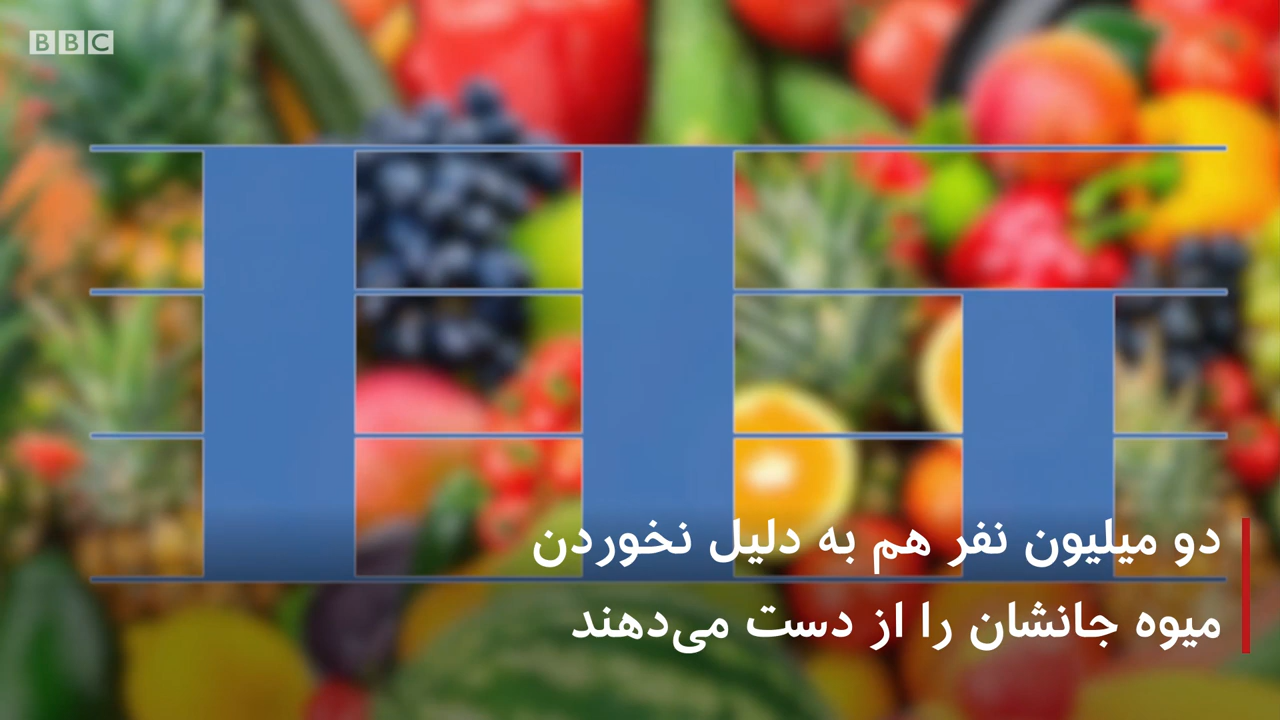 BBC
دو میلیون نفر هم به دلیل نخوردن
میوه جانشان را از دست می‌دهند